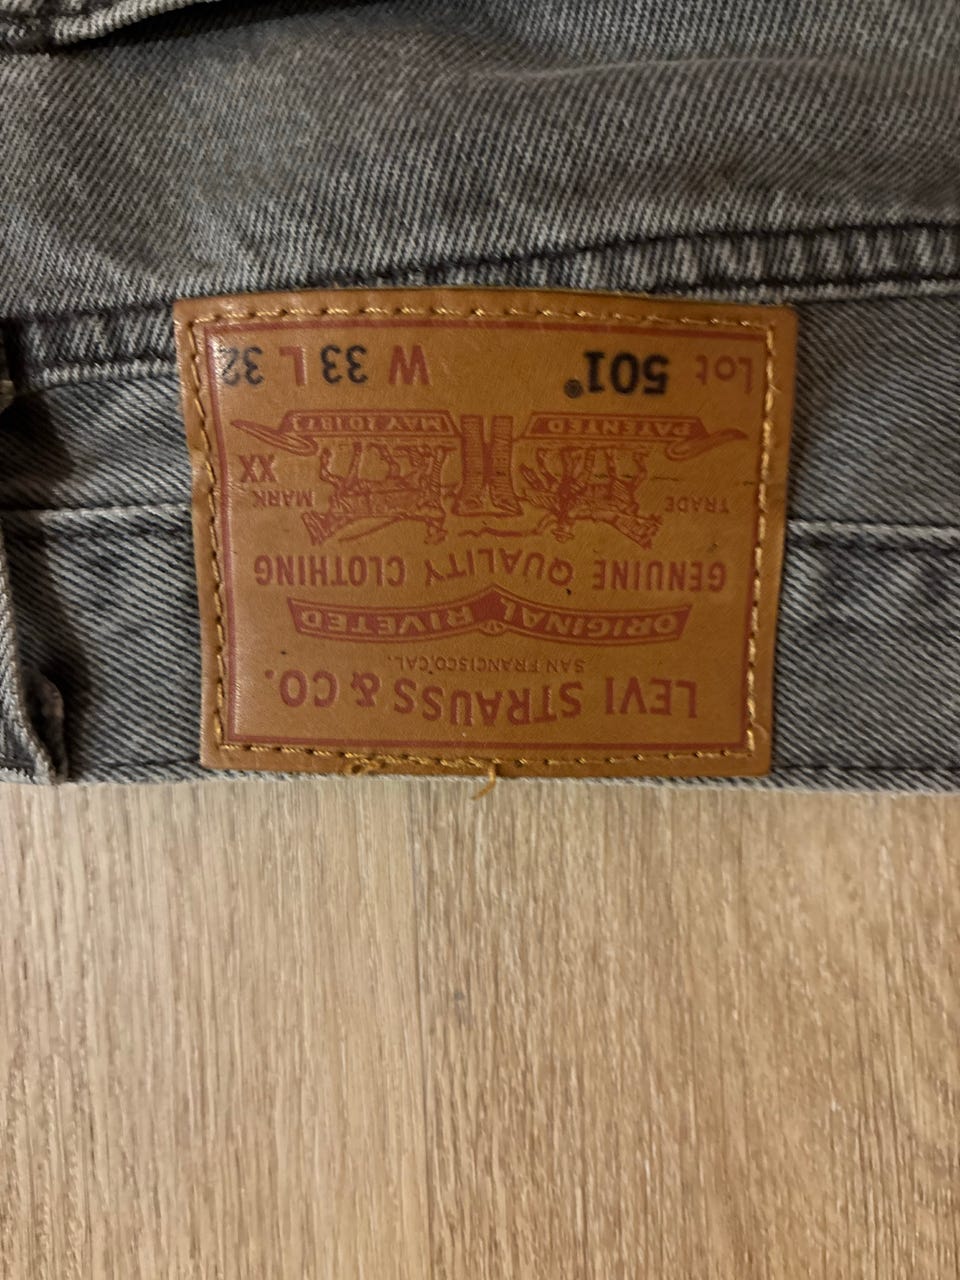 LEVI STRAUSS & CO.
SAN FRANCISCO, CAL.
ORIGINAL RIVETED
GENUINE QUALITY CLOTHING
TRADE MARK
XX
PATENTED MAY 20 1873
Lot 501® W 33 L 32